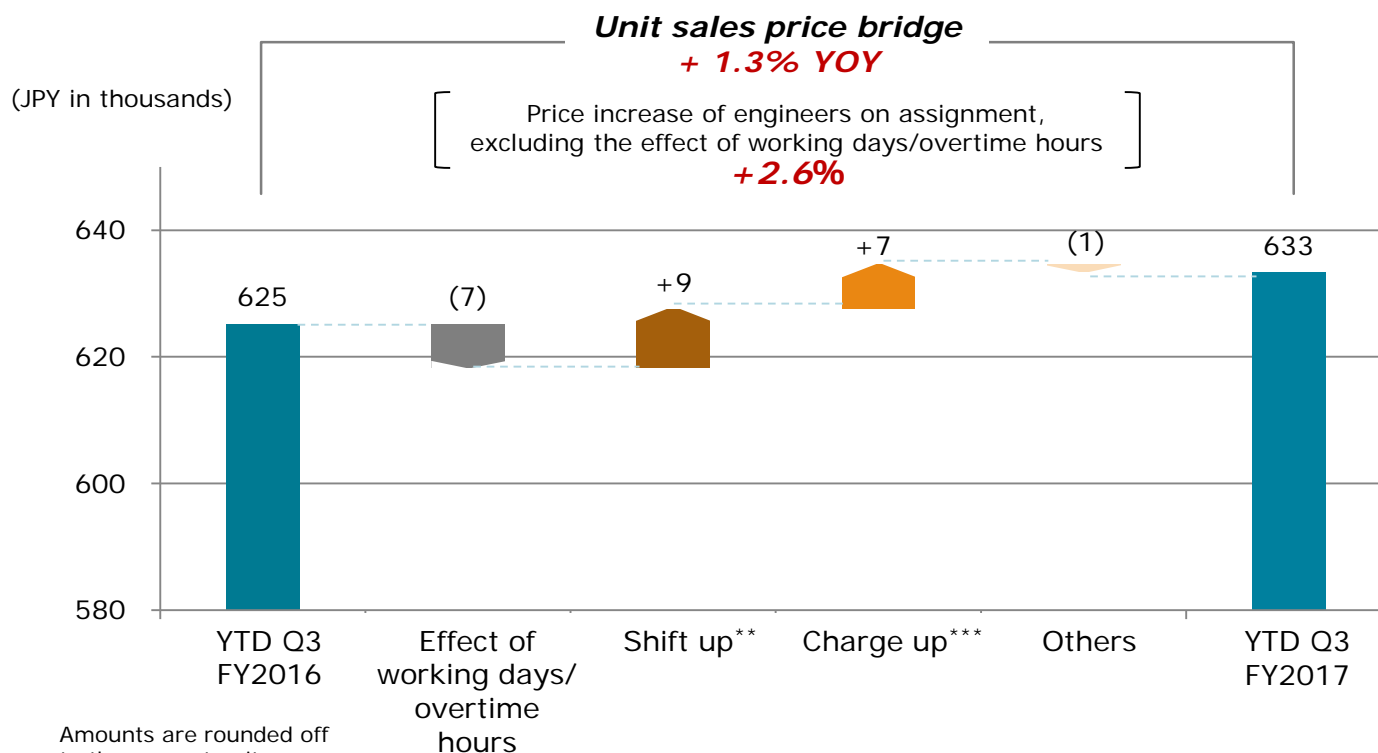 Unit sales price bridge
+ 1.3% YOY
(JPY in thousands)
Price increase of engineers on assignment,
excluding the effect of working days/overtime hours
+2.6%
640
620
600
580
625
(7)
+9
+7
(1)
633
YTD Q3
FY2016
Effect of
working days/
overtime
hours
Shift up**
Charge up***
Others
YTD Q3
FY2017
Amounts are rounded off